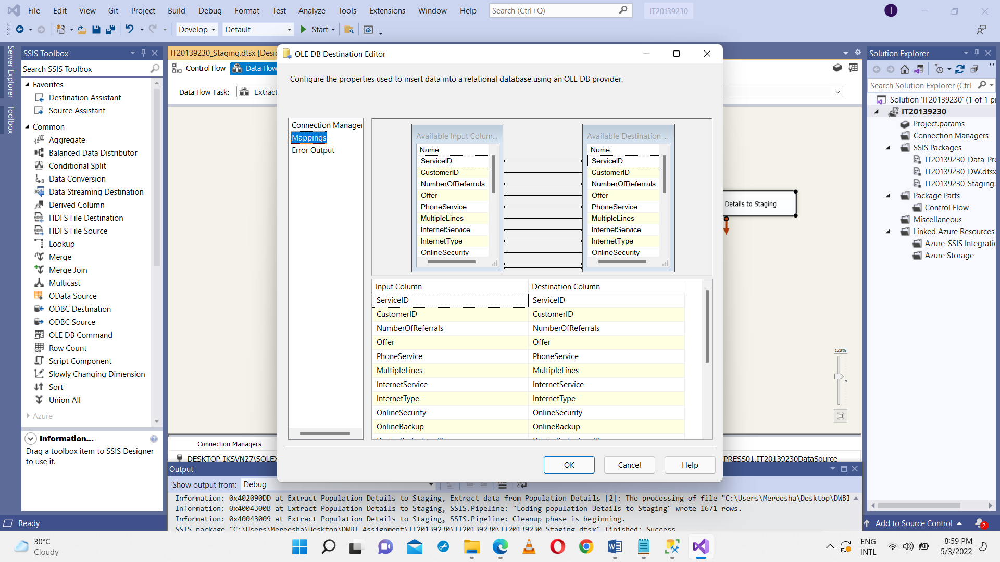 File Edit View Git Project Build Debug Format Test Analyze Tools Extensions Window Help Search (Ctrl+Q) IT20139230
Develop Default Start
Server Explorer
Toolbox
SSIS Toolbox
Search SSIS Toolbox
Favorites
Destination Assistant
Source Assistant
Common
Aggregate
Balanced Data Distributor
Conditional Split
Data Conversion
Data Streaming Destination
Derived Column
HDFS File Destination
HDFS File Source
Lookup
Merge
Merge Join
Multicast
OData Source
ODBC Destination
ODBC Source
OLE DB Command
Row Count
Script Component
Slowly Changing Dimension
Sort
Union All
Azure
Information...
Drag a toolbox item to SSIS Designer
to use it.
IT20139230_Staging.dtsx [Desig
Control Flow Data Flow
Data Flow Task: Extract
OLE DB Destination Editor
Configure the properties used to insert data into a relational database using an OLE DB provider.
Connection Manager
Mappings
Error Output
Available Input Colum...
Name
ServiceID
CustomerID
NumberOfReferrals
Offer
PhoneService
MultipleLines
InternetService
InternetType
OnlineSecurity
Available Destination ...
Name
ServiceID
CustomerID
NumberOfReferrals
Offer
PhoneService
MultipleLines
InternetService
InternetType
OnlineSecurity
Input Column Destination Column
ServiceID ServiceID
CustomerID CustomerID
NumberOfReferrals NumberOfReferrals
Offer Offer
PhoneService PhoneService
MultipleLines MultipleLines
InternetService InternetService
InternetType InternetType
OnlineSecurity OnlineSecurity
OnlineBackup OnlineBackup
OK Cancel Help
Details to Staging
120%
Connection Managers
DESKTOP-IKSVN27\SQLEX
PRESS01.IT20139230DataSource
Output
Show output from: Debug
Information: 0x402090DD at Extract Population Details to Staging, Extract data from Population Details [2]: The processing of file "C:\Users\Mereesha\Desktop\DWBI
Information: 0x4004300B at Extract Population Details to Staging, SSIS.Pipeline: "Loding population Details to Staging" wrote 1671 rows.
Information: 0x40043009 at Extract Population Details to Staging, SSIS.Pipeline: Cleanup phase is beginning.
SSIS package "C:\Users\Mereesha\Desktop\DWBI Assignment\IT20139230\IT20139230\IT20139230_Staging.dtsx" finished: Success.
Solution Explorer
Search Solution Explorer (Ctrl-
Solution 'IT20139230' (1 of 1 pr
IT20139230
Project.params
Connection Managers
SSIS Packages
IT20139230_Data_Pro
IT20139230_DW.dtsx
IT20139230_Staging.
Package Parts
Control Flow
Miscellaneous
Linked Azure Resources
Azure-SSIS Integratic
Azure Storage
Ready
Add to Source Control 2
30°C
Cloudy
ENG
INTL
8:59 PM
5/3/2022